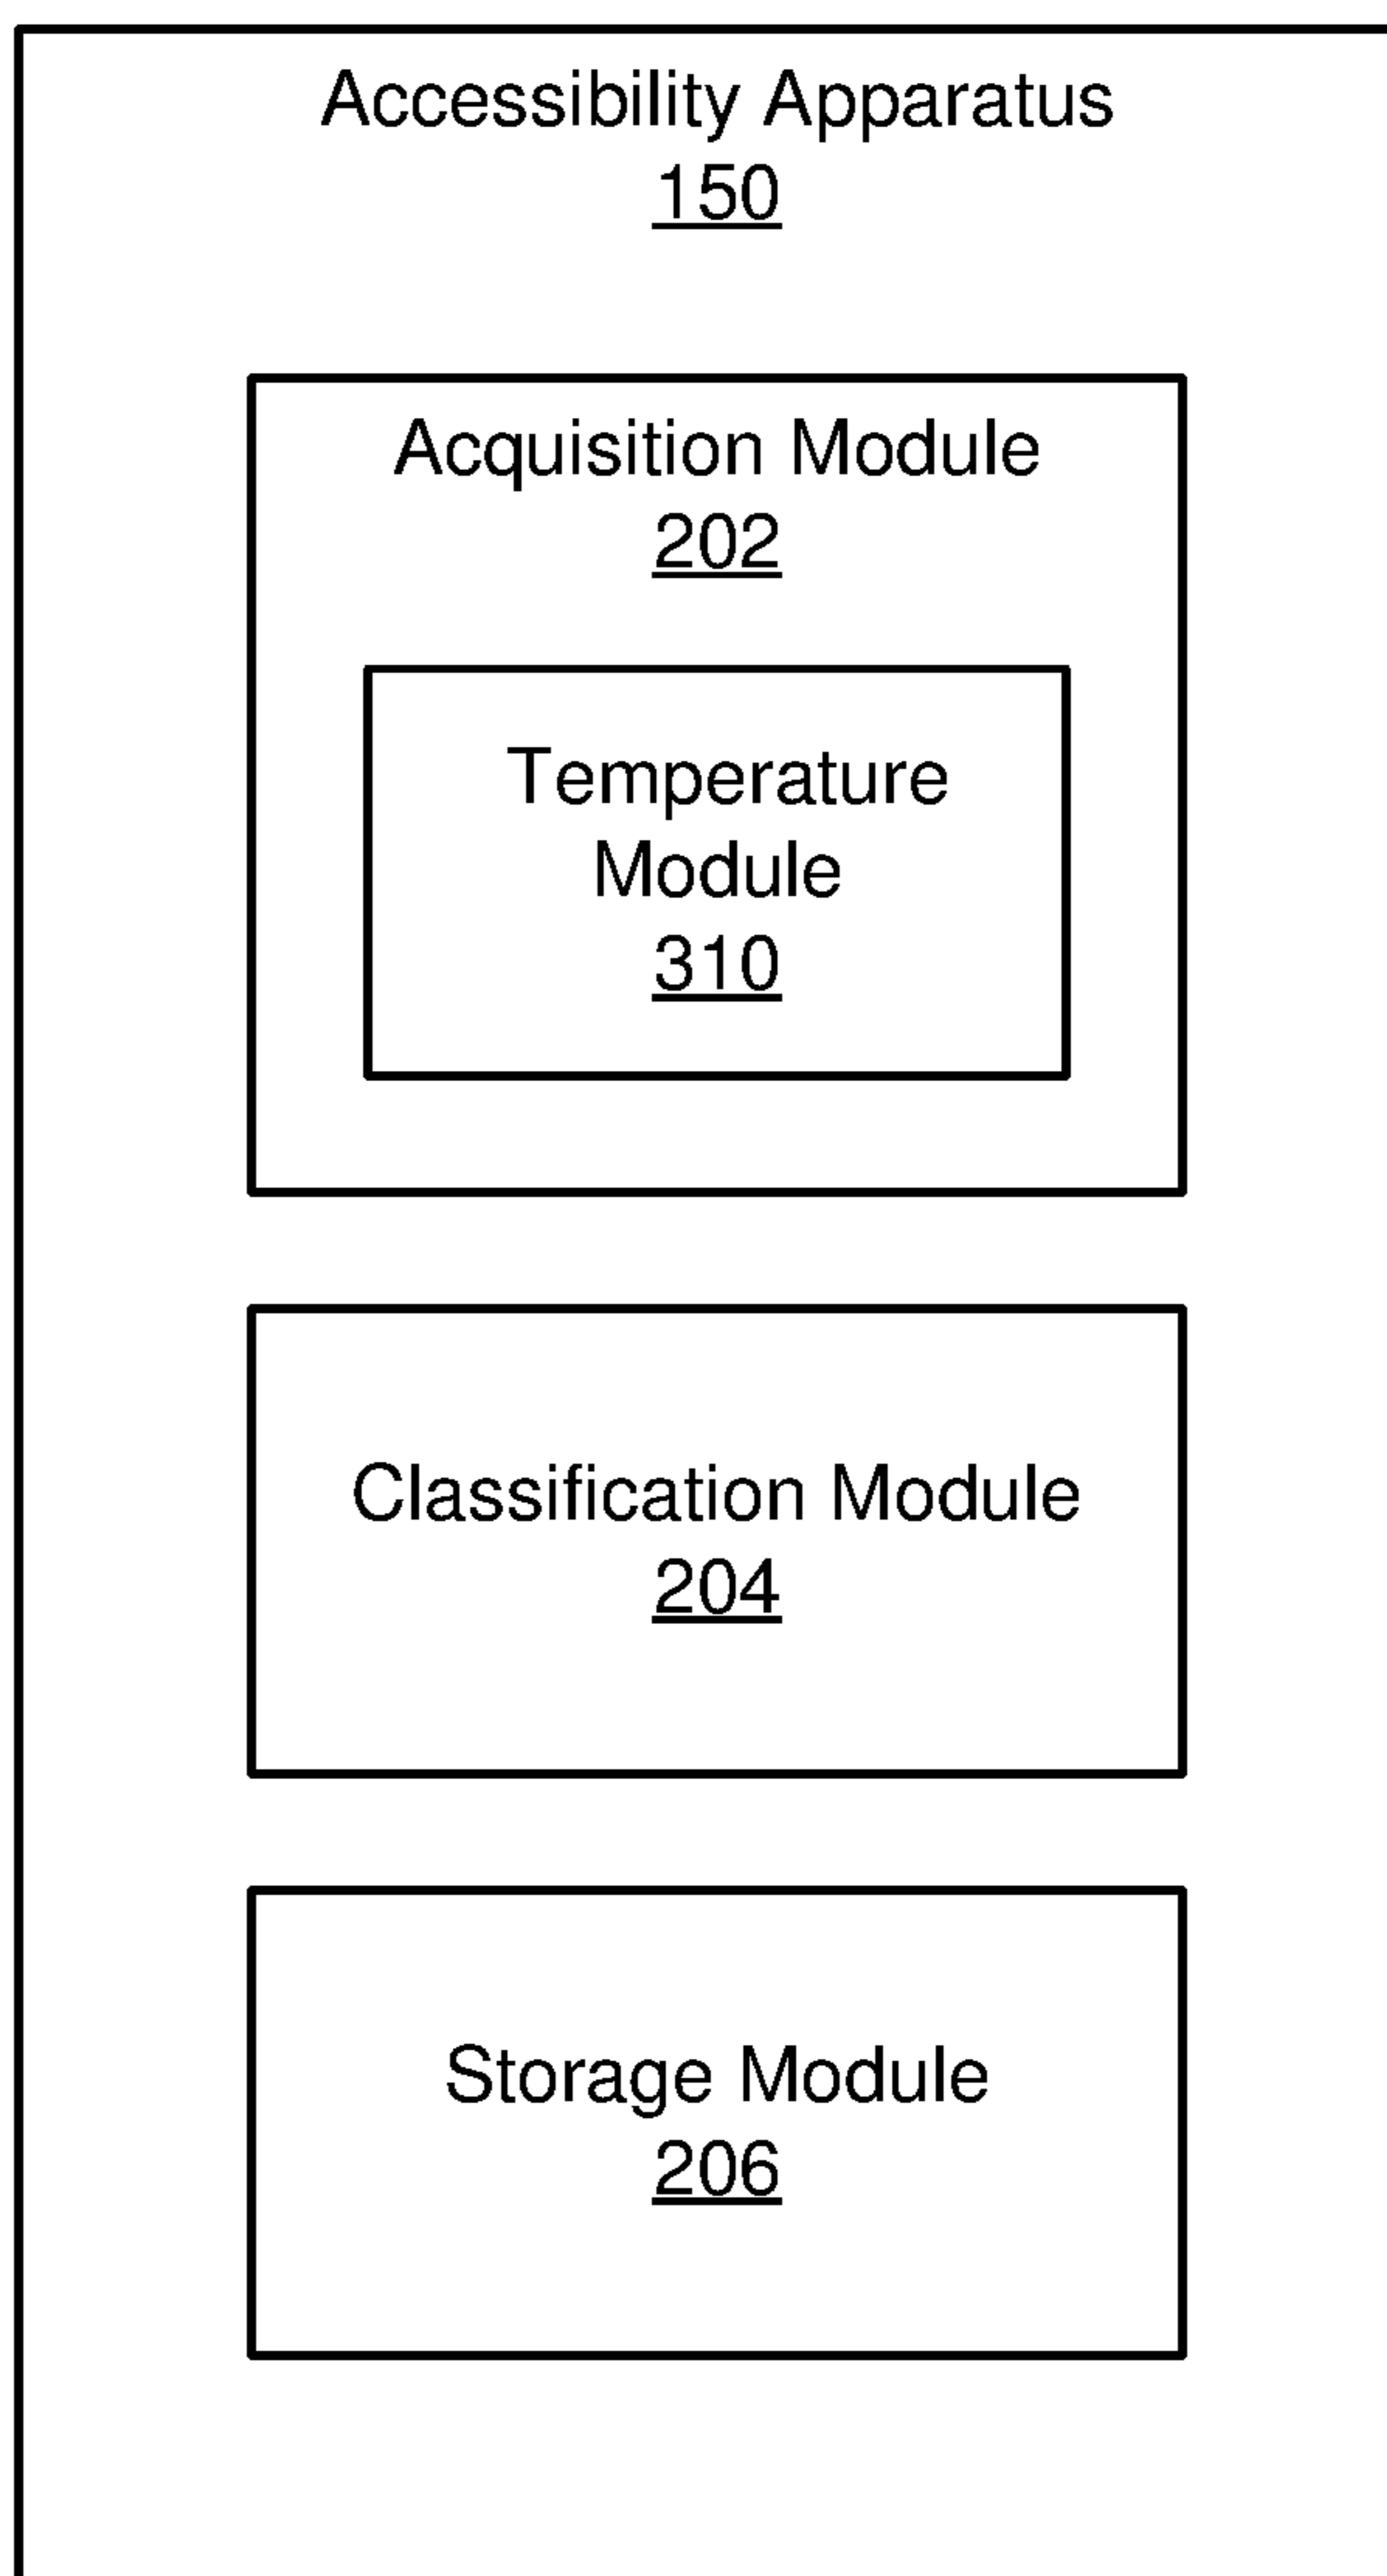 Accessibility Apparatus
150
Acquisition Module
202
Temperature
Module
310
Classification Module
204
Storage Module
206